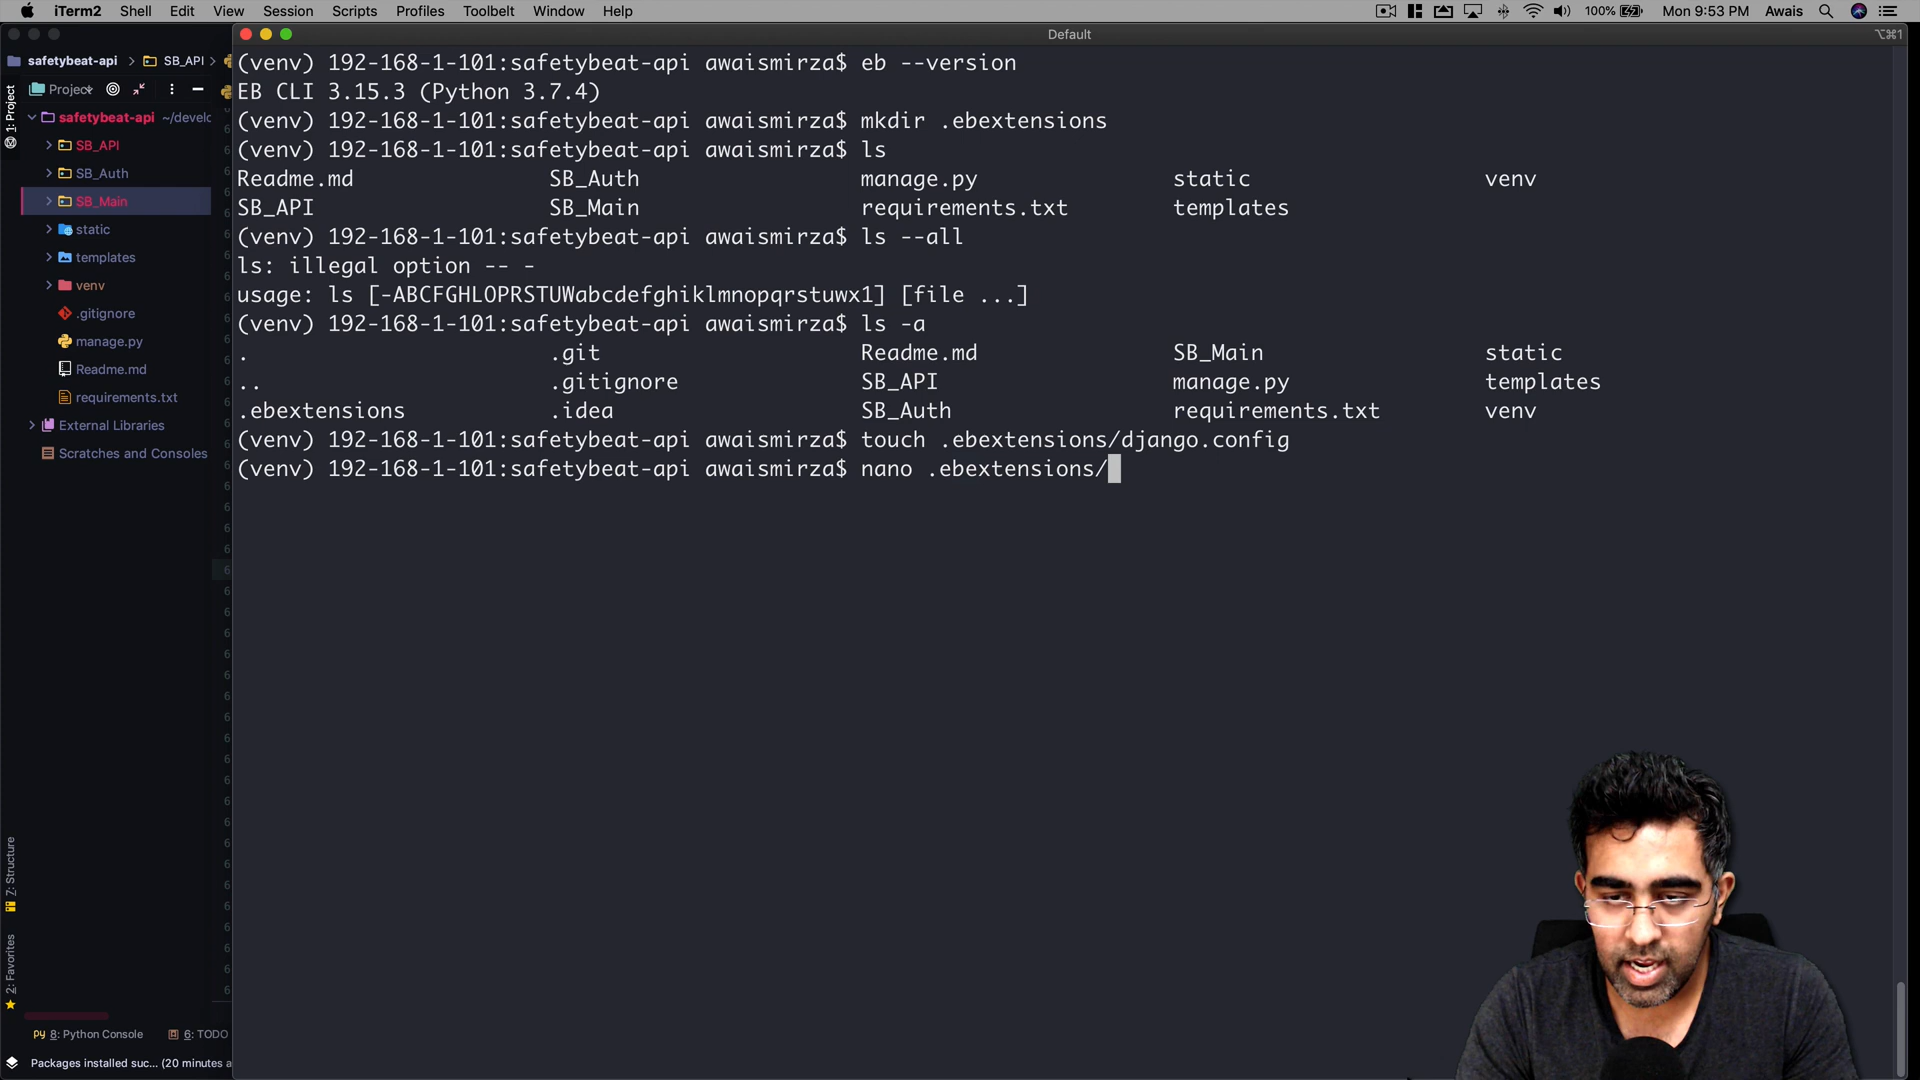 iTerm2 Shell Edit View Session Scripts Profiles Toolbelt Window Help 100% Mon 9:53 PM Awais
Default ⌥⌘1
safetybeat-api SB_API
1: Project
Project
safetybeat-api ~/develo
SB_API
SB_Auth
SB_Main
static
templates
venv
.gitignore
manage.py
Readme.md
requirements.txt
External Libraries
Scratches and Consoles
7: Structure
2: Favorites
8: Python Console 6: TODO
Packages installed suc... (20 minutes a
(venv) 192-168-1-101:safetybeat-api awaismirza$ eb --version
EB CLI 3.15.3 (Python 3.7.4)
(venv) 192-168-1-101:safetybeat-api awaismirza$ mkdir .ebextensions
(venv) 192-168-1-101:safetybeat-api awaismirza$ ls
Readme.md SB_Auth manage.py static venv
SB_API SB_Main requirements.txt templates
(venv) 192-168-1-101:safetybeat-api awaismirza$ ls --all
ls: illegal option -- -
usage: ls [-ABCFGHLOPRSTUWabcdefghiklmnopqrstuwx1] [file ...]
(venv) 192-168-1-101:safetybeat-api awaismirza$ ls -a
. .git Readme.md SB_Main static
.. .gitignore SB_API manage.py templates
.ebextensions .idea SB_Auth requirements.txt venv
(venv) 192-168-1-101:safetybeat-api awaismirza$ touch .ebextensions/django.config
(venv) 192-168-1-101:safetybeat-api awaismirza$ nano .ebextensions/